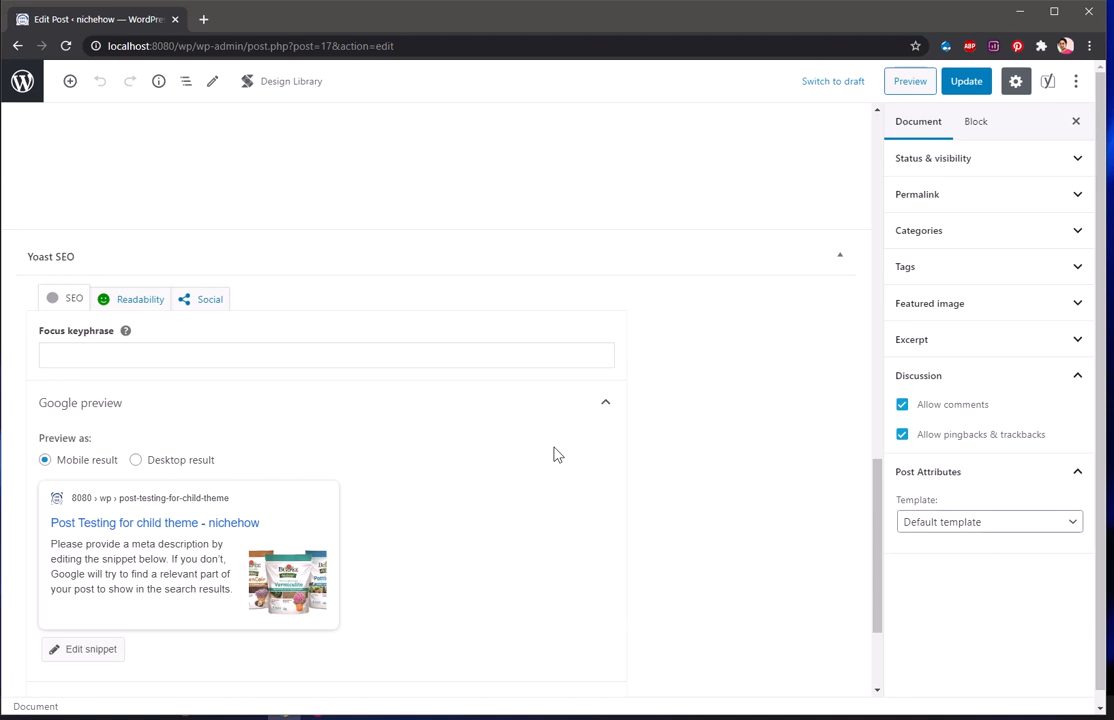 Edit Post ‹ nichehow — WordPre
localhost:8080/wp/wp-admin/post.php?post=17&action=edit
ABP
Design Library
Switch to draft
Preview
Update
Document
Block
Status & visibility
Permalink
Categories
Tags
Featured image
Excerpt
Discussion
Allow comments
Allow pingbacks & trackbacks
Post Attributes
Template:
Default template
Yoast SEO
SEO
Readability
Social
Focus keyphrase
Google preview
Preview as:
Mobile result
Desktop result
8080 › wp › post-testing-for-child-theme
Post Testing for child theme - nichehow
Please provide a meta description by
editing the snippet below. If you don't,
Google will try to find a relevant part of
your post to show in the search results.
Vermiculite
Edit snippet
Document